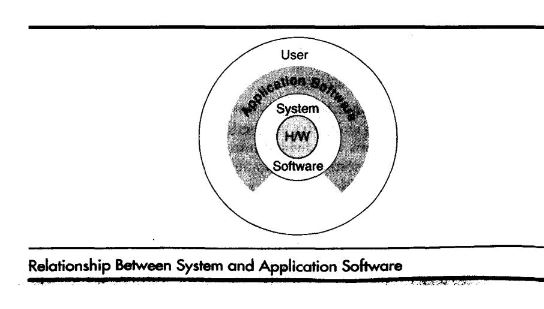 User
Application Software
System
H/W
Software
Relationship Between System and Application Software